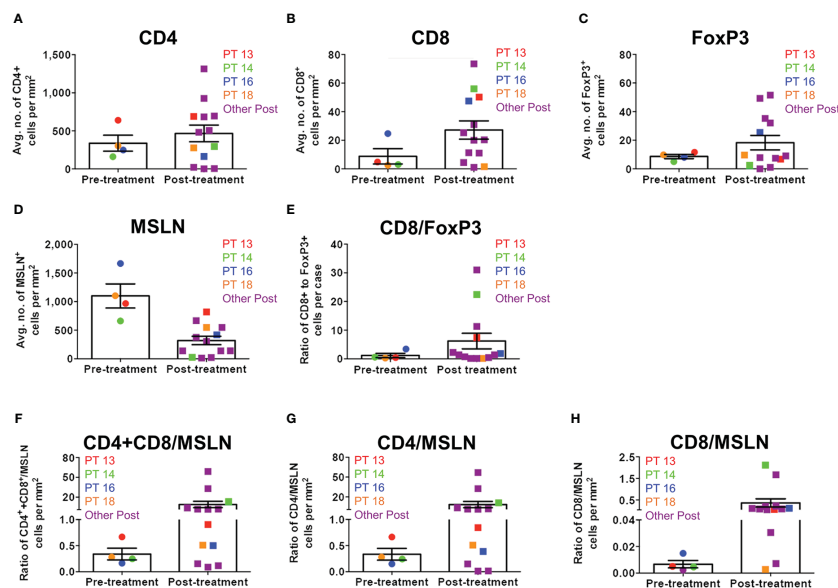 A
CD4
Avg. no. of CD4+
cells per mm²
1,500
1,000
500
0
PT 13
PT 14
PT 16
PT 18
Other Post
Pre-treatment
Post-treatment
B
CD8
Avg. no. of CD8⁺
cells per mm²
80
60
40
20
0
PT 13
PT 14
PT 16
PT 18
Other Post
Pre-treatment
Post-treatment
C
FoxP3
Avg. no. of FoxP3⁺
cells per mm²
80
60
40
20
0
PT 13
PT 14
PT 16
PT 18
Other Post
Pre-treatment
Post-treatment
D
MSLN
Avg. no. of MSLN⁺
cells per mm²
2,000
1,500
1,000
500
0
PT 13
PT 14
PT 16
PT 18
Other Post
Pre-treatment
Post-treatment
E
CD8/FoxP3
Ratio of CD8+ to FoxP3+
cells per case
40
30
20
10
0
PT 13
PT 14
PT 16
PT 18
Other Post
Pre-treatment
Post treatment
F
CD4+CD8/MSLN
Ratio of CD4⁺+CD8⁺/MSLN
cells per mm²
80
60
40
20
1.0
0.5
0.0
PT 13
PT 14
PT 16
PT 18
Other Post
Pre-treatment
Post-treatment
G
CD4/MSLN
Ratio of CD4/MSLN
cells per mm²
80
60
40
20
1.0
0.5
0.0
PT 13
PT 14
PT 16
PT 18
Other Post
Pre-treatment
Post-treatment
H
CD8/MSLN
Ratio of CD8/MSLN
cells per mm²
2.5
1.5
0.5
0.04
0.02
0.00
PT 13
PT 14
PT 16
PT 18
Other Post
Pre-treatment
Post-treatment